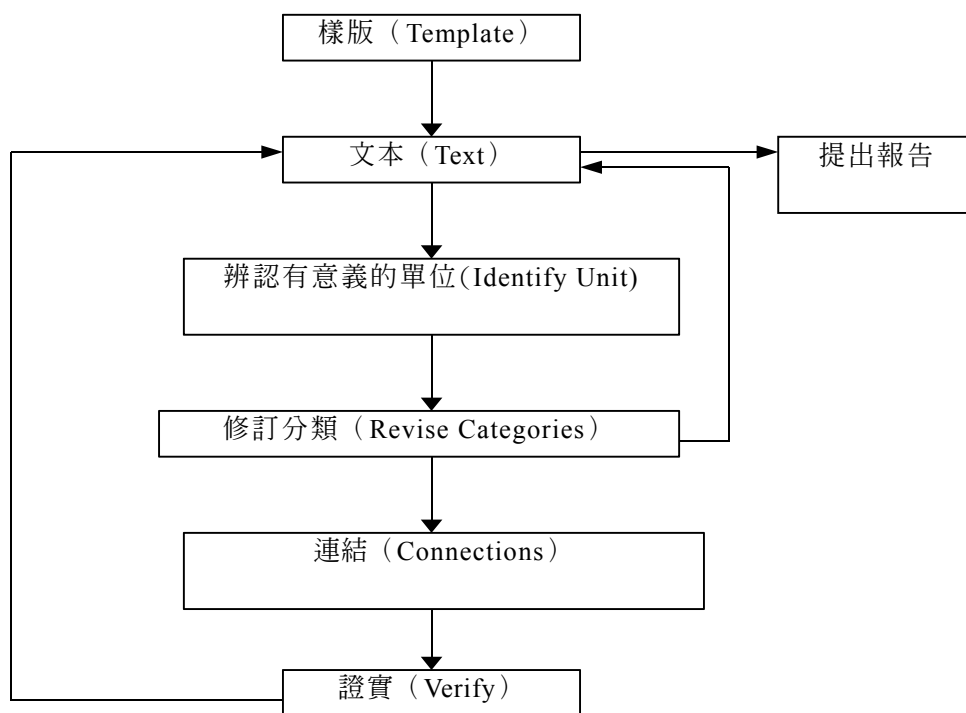 樣版（Template）
文本（Text）
提出報告
辨認有意義的單位(Identify Unit)
修訂分類（Revise Categories）
連結（Connections）
證實（Verify）